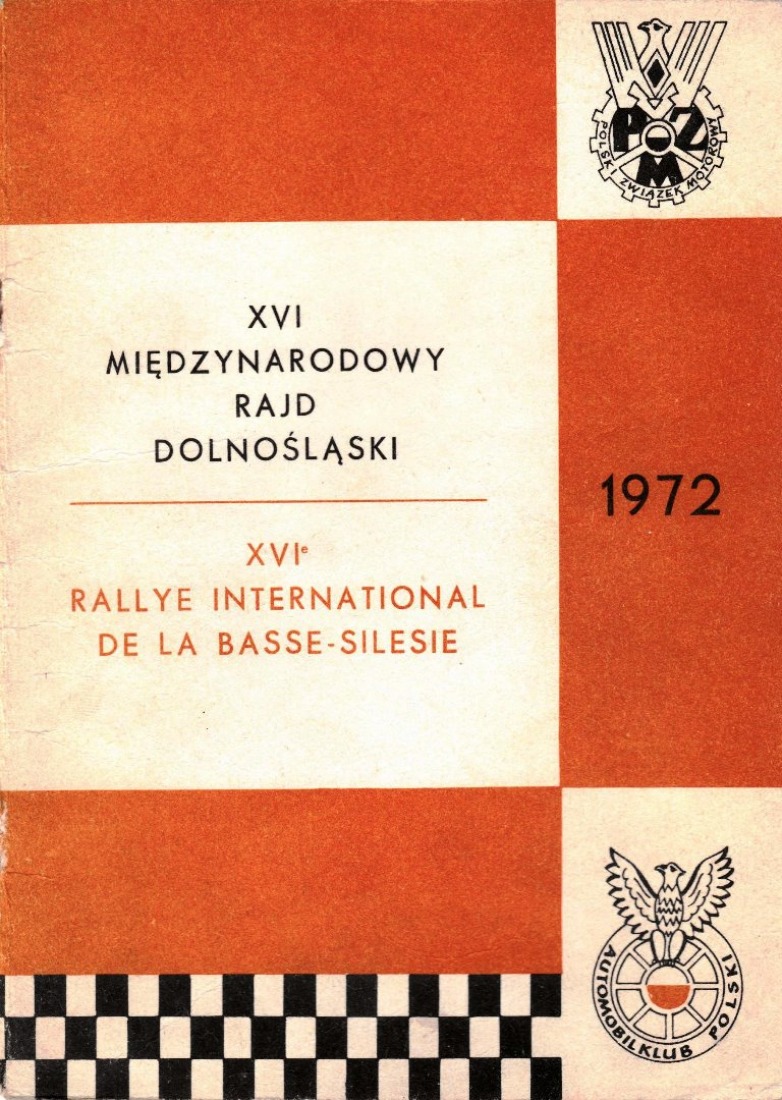 PZM
POLSKI ZWIĄZEK MOTOROWY
XVI
MIĘDZYNARODOWY
RAJD
DOLNOŚLĄSKI
1972
XVIe
RALLYE INTERNATIONAL
DE LA BASSE-SILESIE
AUTOMOBILKLUB POLSKI